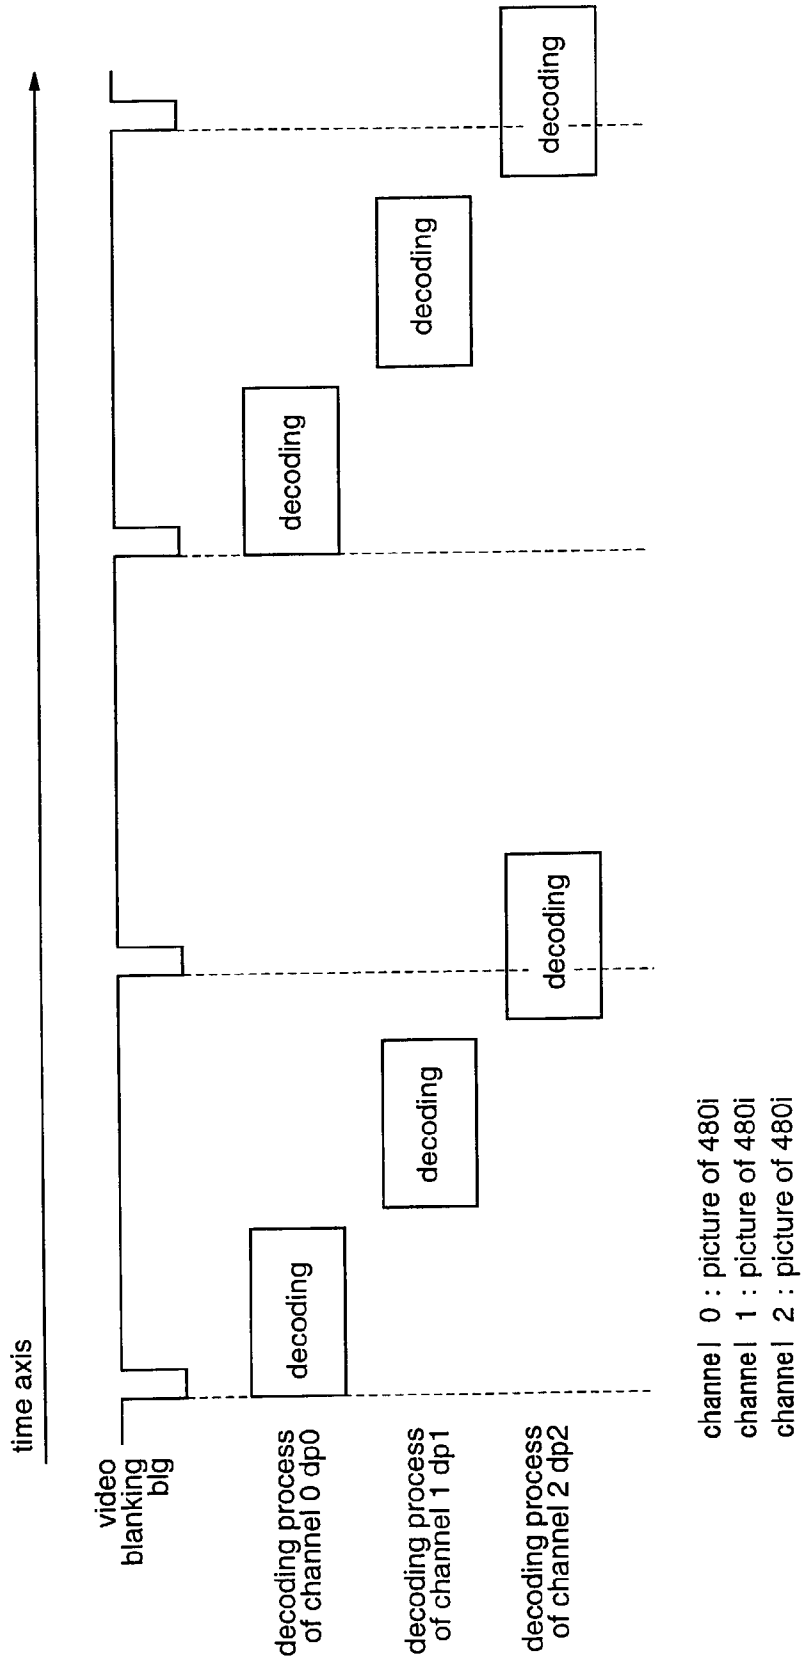 time axis
video
blanking
blg
decoding process
of channel 0 dp0
decoding
decoding
decoding process
of channel 1 dp1
decoding
decoding
decoding process
of channel 2 dp2
decoding
decoding
channel 0 : picture of 480i
channel 1 : picture of 480i
channel 2 : picture of 480i